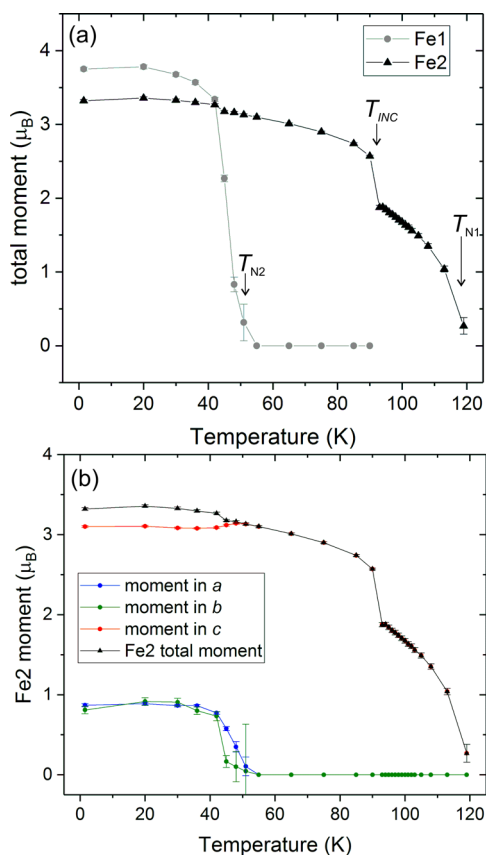 (a)
Fe1
Fe2
T_INC
T_N1
T_N2
total moment (μ_B)
4
3
2
1
0
0 20 40 60 80 100 120
Temperature (K)
(b)
4
3
2
1
0
Fe2 moment (μ_B)
moment in a
moment in b
moment in c
Fe2 total moment
0 20 40 60 80 100 120
Temperature (K)